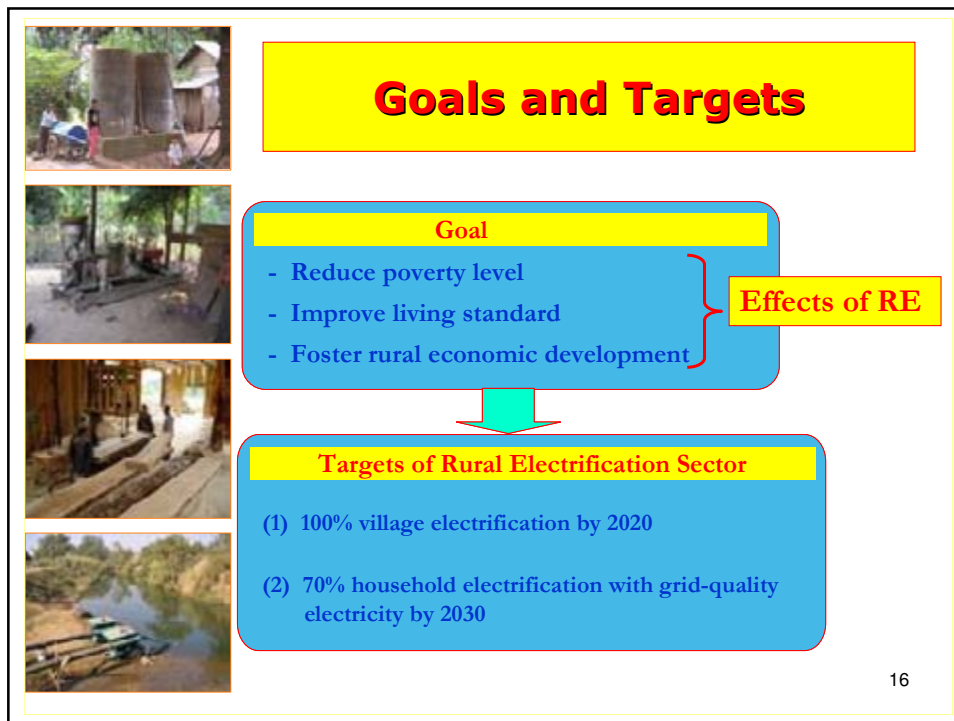 Goals and Targets
Goal
- Reduce poverty level
- Improve living standard
- Foster rural economic development
Effects of RE
Targets of Rural Electrification Sector
(1) 100% village electrification by 2020
(2) 70% household electrification with grid-quality
electricity by 2030
16